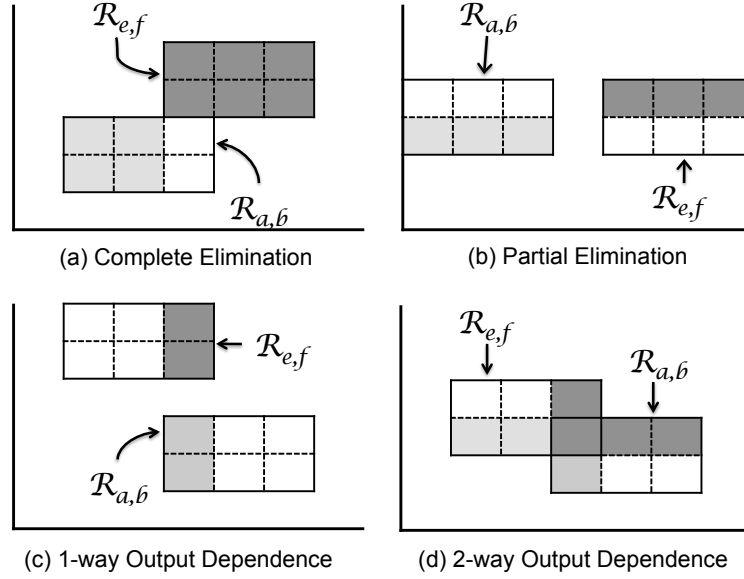 R_{e,f}
R_{a,b}
(a) Complete Elimination
R_{a,b}
R_{e,f}
(b) Partial Elimination
R_{e,f}
R_{a,b}
(c) 1-way Output Dependence
R_{e,f}
R_{a,b}
(d) 2-way Output Dependence